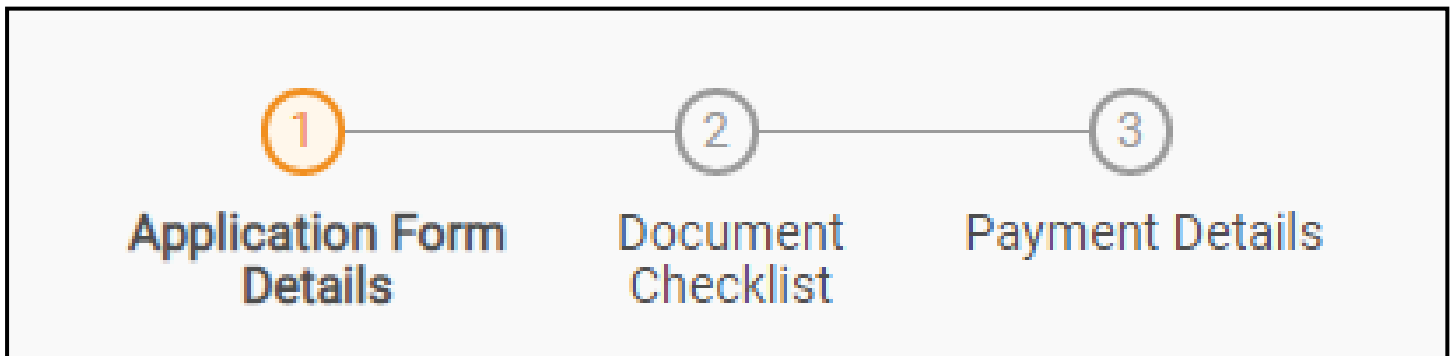 1
2
3
Application Form
Details
Document
Checklist
Payment Details